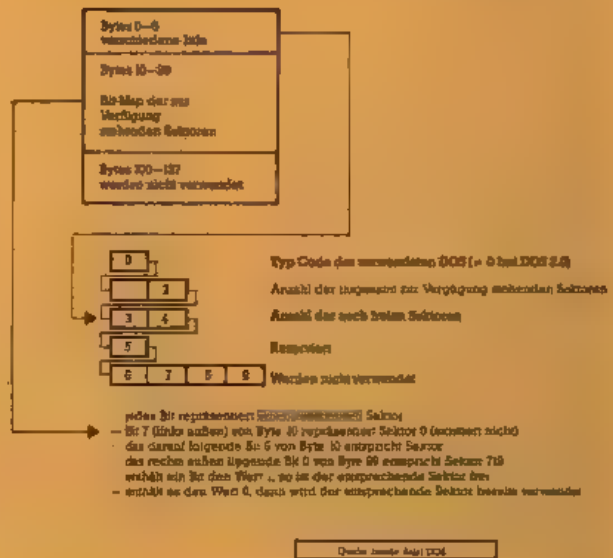 Bytes 0–9
verschiedene Info
Bytes 10–99
Bit-Map der zur
Verfügung
stehenden Sektoren
Bytes 100–127
werden nicht verwendet
0
Typ Code des verwendeten DOS (= 0 bei DOS 2.0)
2
Anzahl der insgesamt zur Verfügung stehenden Sektoren
3 4
Anzahl der noch freien Sektoren
5
Reserviert
6 7 8 9
Werden nicht verwendet
jedes Bit repräsentiert Sektor
– Bit 7 (links außen) von Byte 10 repräsentiert Sektor 0 (existiert nicht)
das darauf folgende Bit 6 von Byte 10 entspricht Sektor
das rechts außen liegende Bit 0 von Byte 99 entspricht Sektor 719
enthält ein Bit den Wert , so ist der entsprechende Sektor frei
– enthält es den Wert 0, dann wird der entsprechende Sektor bereits verwendet
Quelle: